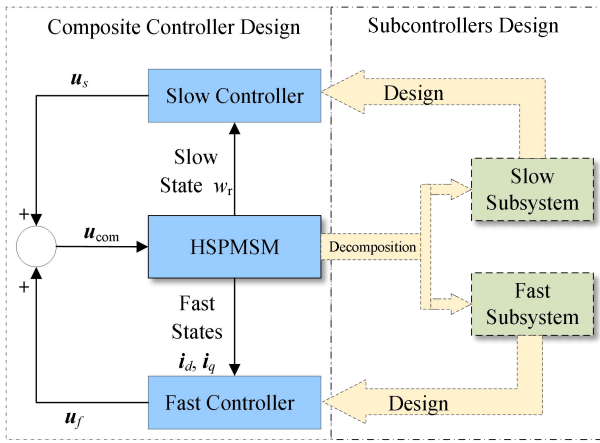 Composite Controller Design
Subcontrollers Design
u_s
Slow Controller
Design
Slow
State w_r
Slow
Subsystem
+
u_com
HSPMSM
Decomposition
+
Fast
States
i_d, i_q
Fast
Subsystem
u_f
Fast Controller
Design